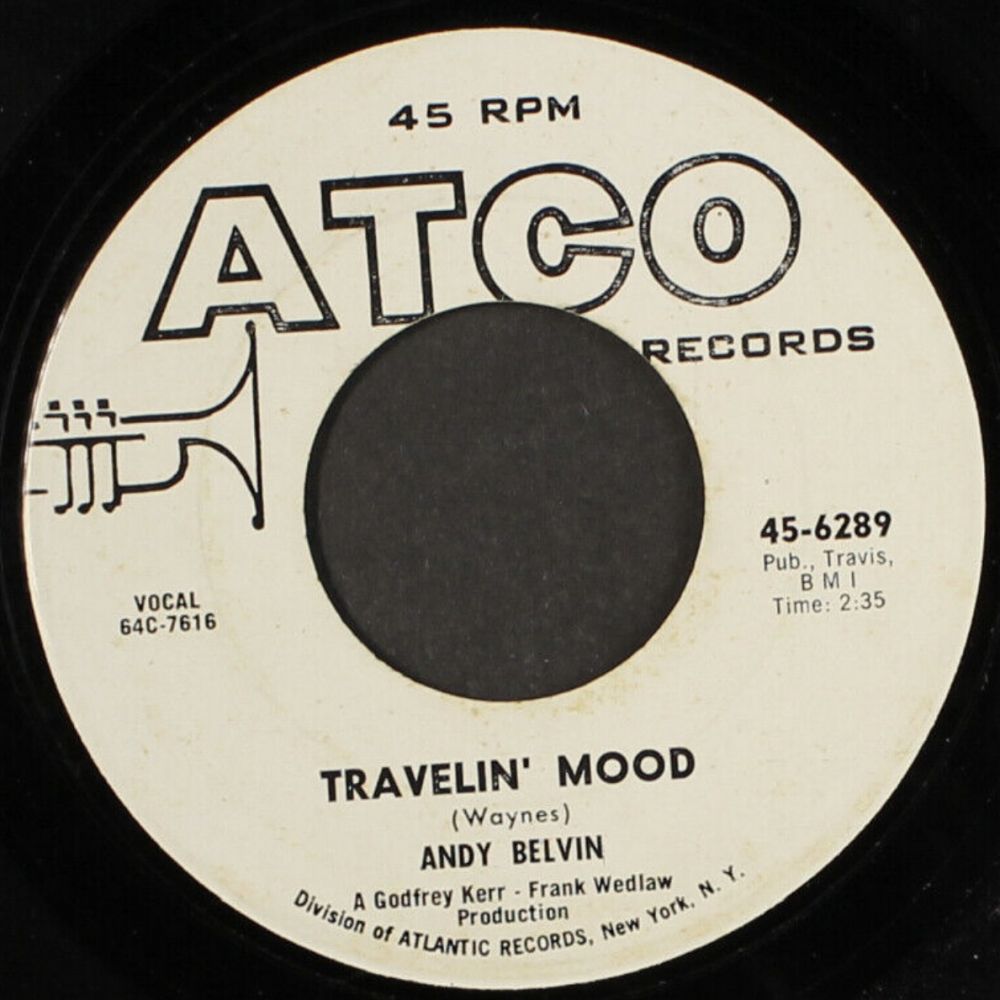 45 RPM
ATCO
RECORDS
45-6289
Pub., Travis,
B M I
Time: 2:35
VOCAL
64C-7616
TRAVELIN' MOOD
(Waynes)
ANDY BELVIN
A Godfrey Kerr - Frank Wedlaw
Production
Division of ATLANTIC RECORDS, New York, N. Y.